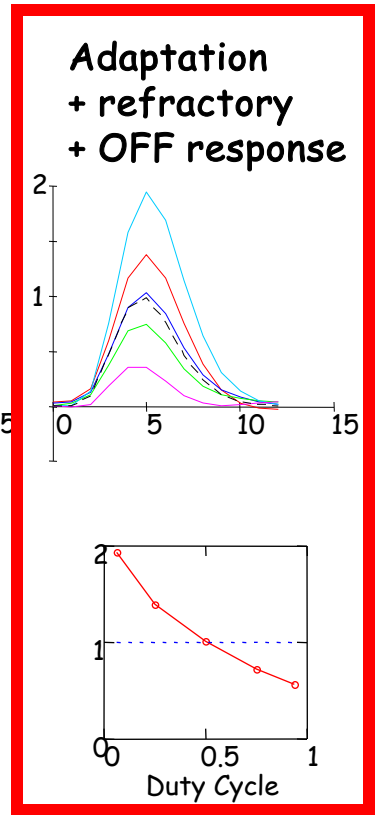 Adaptation
+ refractory
+ OFF response
2
1
5 0 5 10 15
2
1
0
0 0.5 1
Duty Cycle